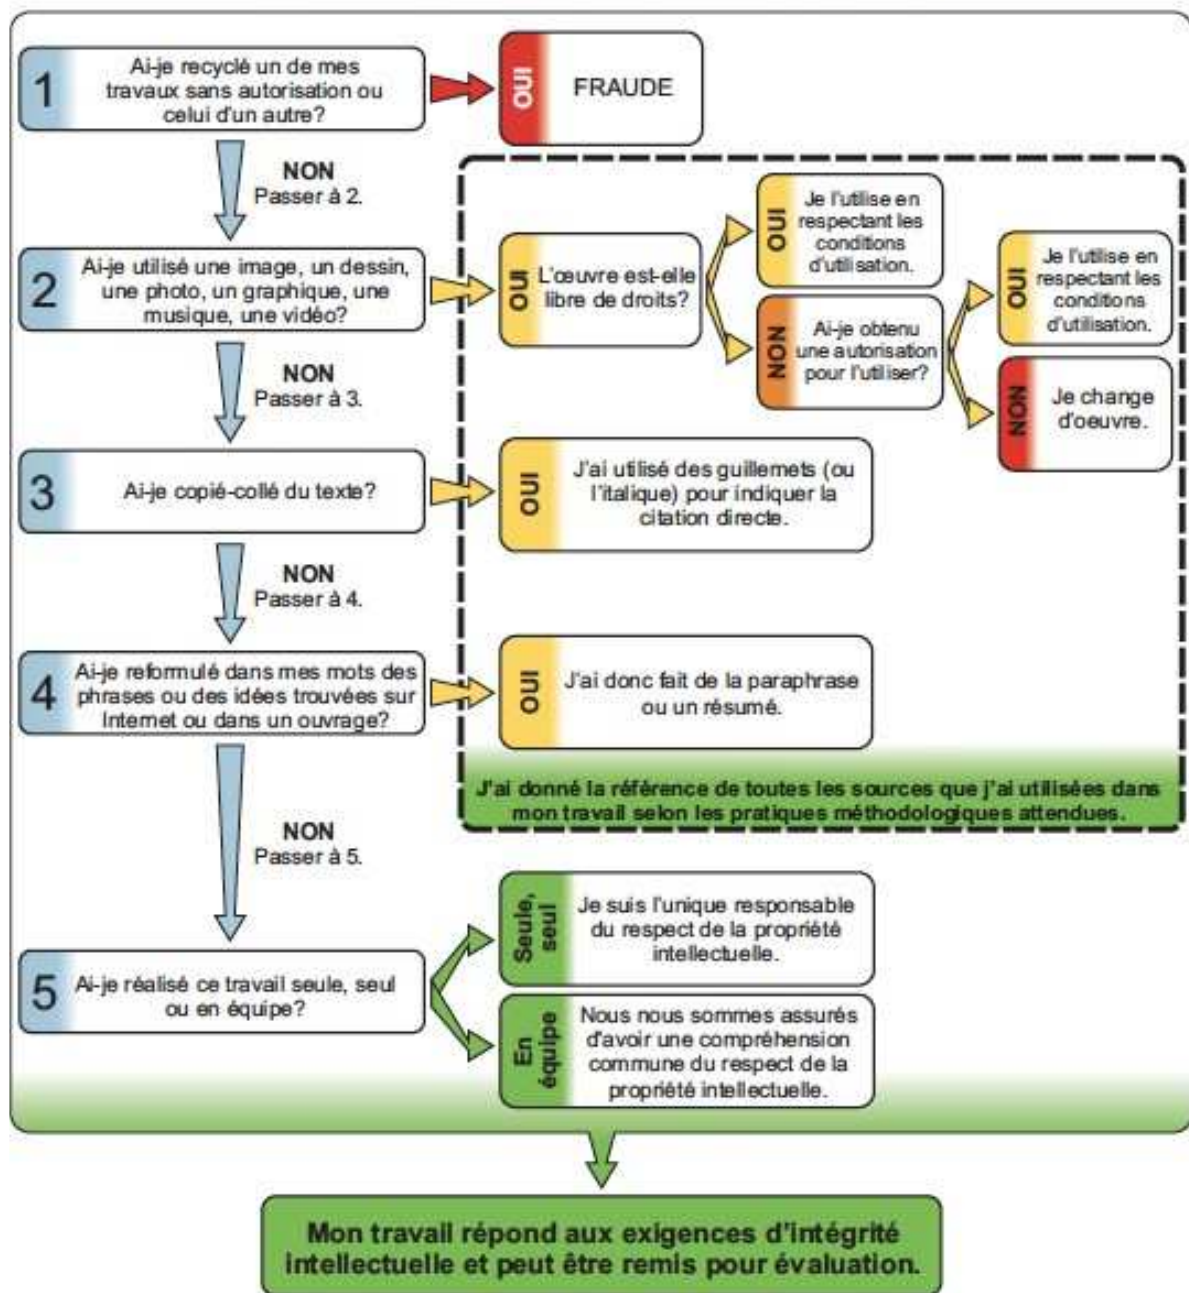 1
Ai-je recyclé un de mes
travaux sans autorisation ou
celui d'un autre?
OUI
FRAUDE
NON
Passer à 2.
2
Ai-je utilisé une image, un dessin,
une photo, un graphique, une
musique, une vidéo?
OUI
L'œuvre est-elle
libre de droits?
OUI
Je l'utilise en
respectant les
conditions
d'utilisation.
NON
Ai-je obtenu
une autorisation
pour l'utiliser?
OUI
Je l'utilise en
respectant les
conditions
d'utilisation.
NON
Je change
d'oeuvre.
NON
Passer à 3.
3
Ai-je copié-collé du texte?
OUI
J'ai utilisé des guillemets (ou
l'italique) pour indiquer la
citation directe.
NON
Passer à 4.
4
Ai-je reformulé dans mes mots des
phrases ou des idées trouvées sur
Internet ou dans un ouvrage?
OUI
J'ai donc fait de la paraphrase
ou un résumé.
J'ai donné la référence de toutes les sources que j'ai utilisées dans
mon travail selon les pratiques méthodologiques attendues.
NON
Passer à 5.
5
Ai-je réalisé ce travail seule, seul
ou en équipe?
Seule,
seul
Je suis l'unique responsable
du respect de la propriété
intellectuelle.
En
équipe
Nous nous sommes assurés
d'avoir une compréhension
commune du respect de la
propriété intellectuelle.
Mon travail répond aux exigences d'intégrité
intellectuelle et peut être remis pour évaluation.